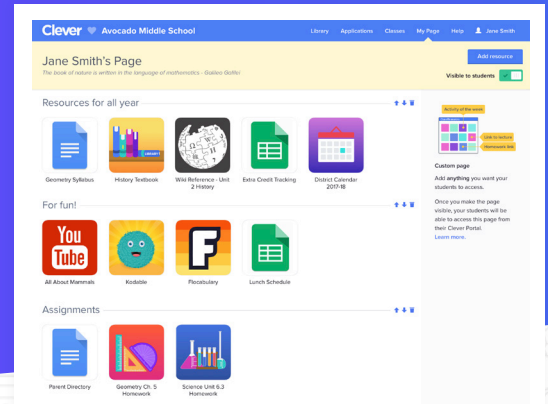 Clever Avocado Middle School Library Applications Classes My Page Help Jane Smith
Jane Smith's Page
The book of nature is written in the language of mathematics - Galileo Galilei
Add resource
Visible to students
Resources for all year
Geometry Syllabus
History Textbook
Wiki Reference - Unit
2 History
Extra Credit Tracking
District Calendar
2017-18
For fun!
You
Tube
All About Mammals
Kodable
F
Flocabulary
Lunch Schedule
Assignments
Parent Directory
Geometry Ch. 5
Homework
Science Unit 6.3
Homework
Activity of the week
Link to lecture
Homework link
Custom page
Add anything you want your
students to access.
Once you make the page
visible, your students will be
able to access this page from
their Clever Portal.
Learn more.